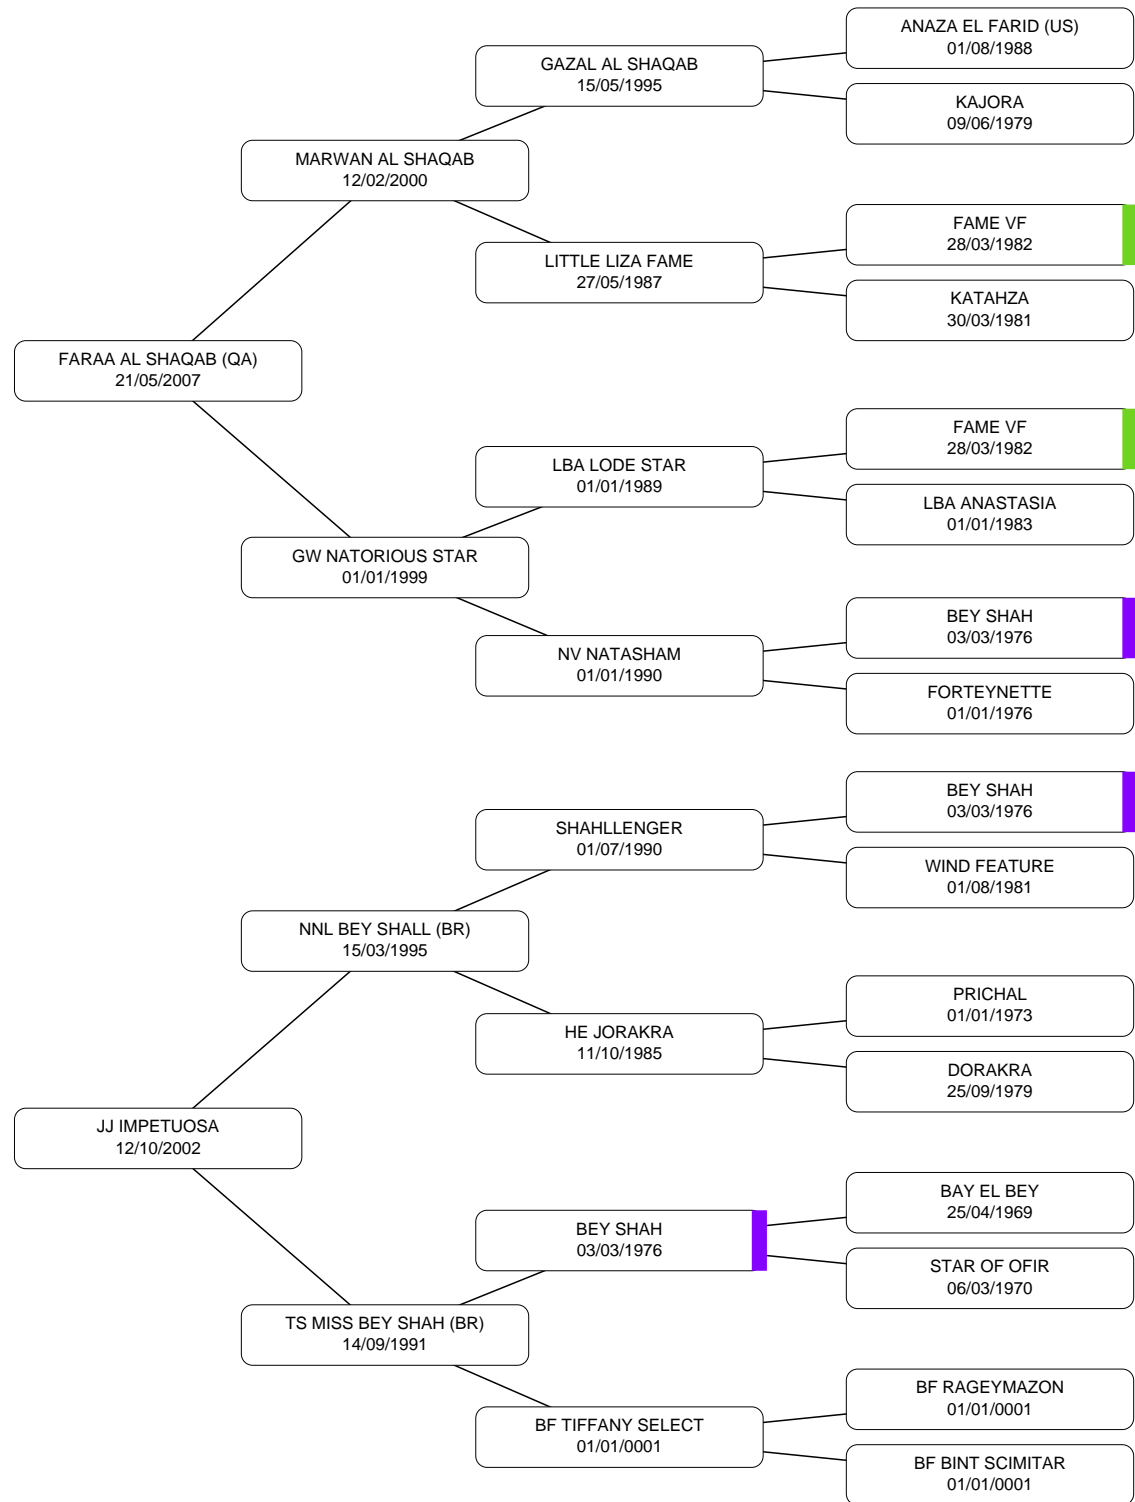 ANAZA EL FARID (US)
01/08/1988
GAZAL AL SHAQAB
15/05/1995
KAJORA
09/06/1979
MARWAN AL SHAQAB
12/02/2000
FAME VF
28/03/1982
LITTLE LIZA FAME
27/05/1987
KATAHZA
30/03/1981
FARAA AL SHAQAB (QA)
21/05/2007
FAME VF
28/03/1982
LBA LODE STAR
01/01/1989
LBA ANASTASIA
01/01/1983
GW NATORIOUS STAR
01/01/1999
BEY SHAH
03/03/1976
NV NATASHAM
01/01/1990
FORTEYNETTE
01/01/1976
BEY SHAH
03/03/1976
SHAHLLENGER
01/07/1990
WIND FEATURE
01/08/1981
NNL BEY SHALL (BR)
15/03/1995
PRICHAL
01/01/1973
HE JORAKRA
11/10/1985
DORAKRA
25/09/1979
JJ IMPETUOSA
12/10/2002
BAY EL BEY
25/04/1969
BEY SHAH
03/03/1976
STAR OF OFIR
06/03/1970
TS MISS BEY SHAH (BR)
14/09/1991
BF RAGEYMAZON
01/01/0001
BF TIFFANY SELECT
01/01/0001
BF BINT SCIMITAR
01/01/0001